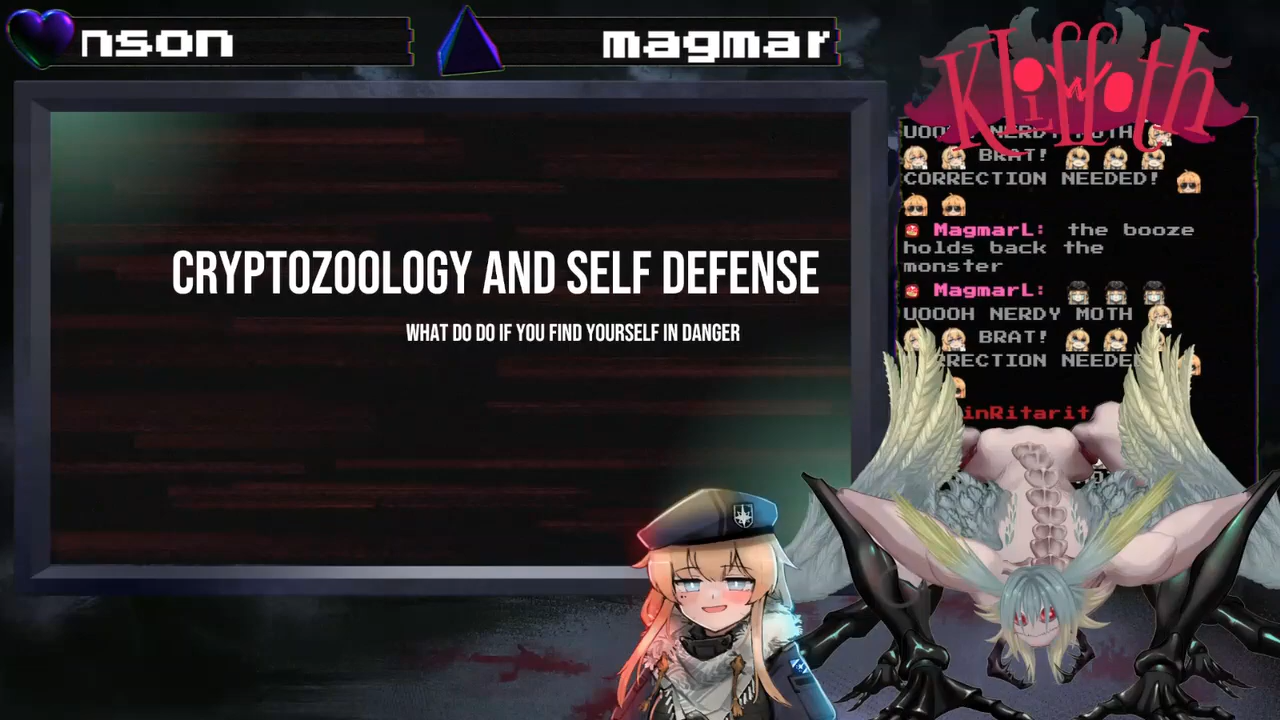 nson
magmar
Kliffoth
BRAT!
CORRECTION NEEDED!
MagmarL: the booze
holds back the
monster
MagmarL:
UOOOH NERDY MOTH
BRAT!
CRYPTOZOOLOGY AND SELF DEFENSE
WHAT DO DO IF YOU FIND YOURSELF IN DANGER
inRitarit